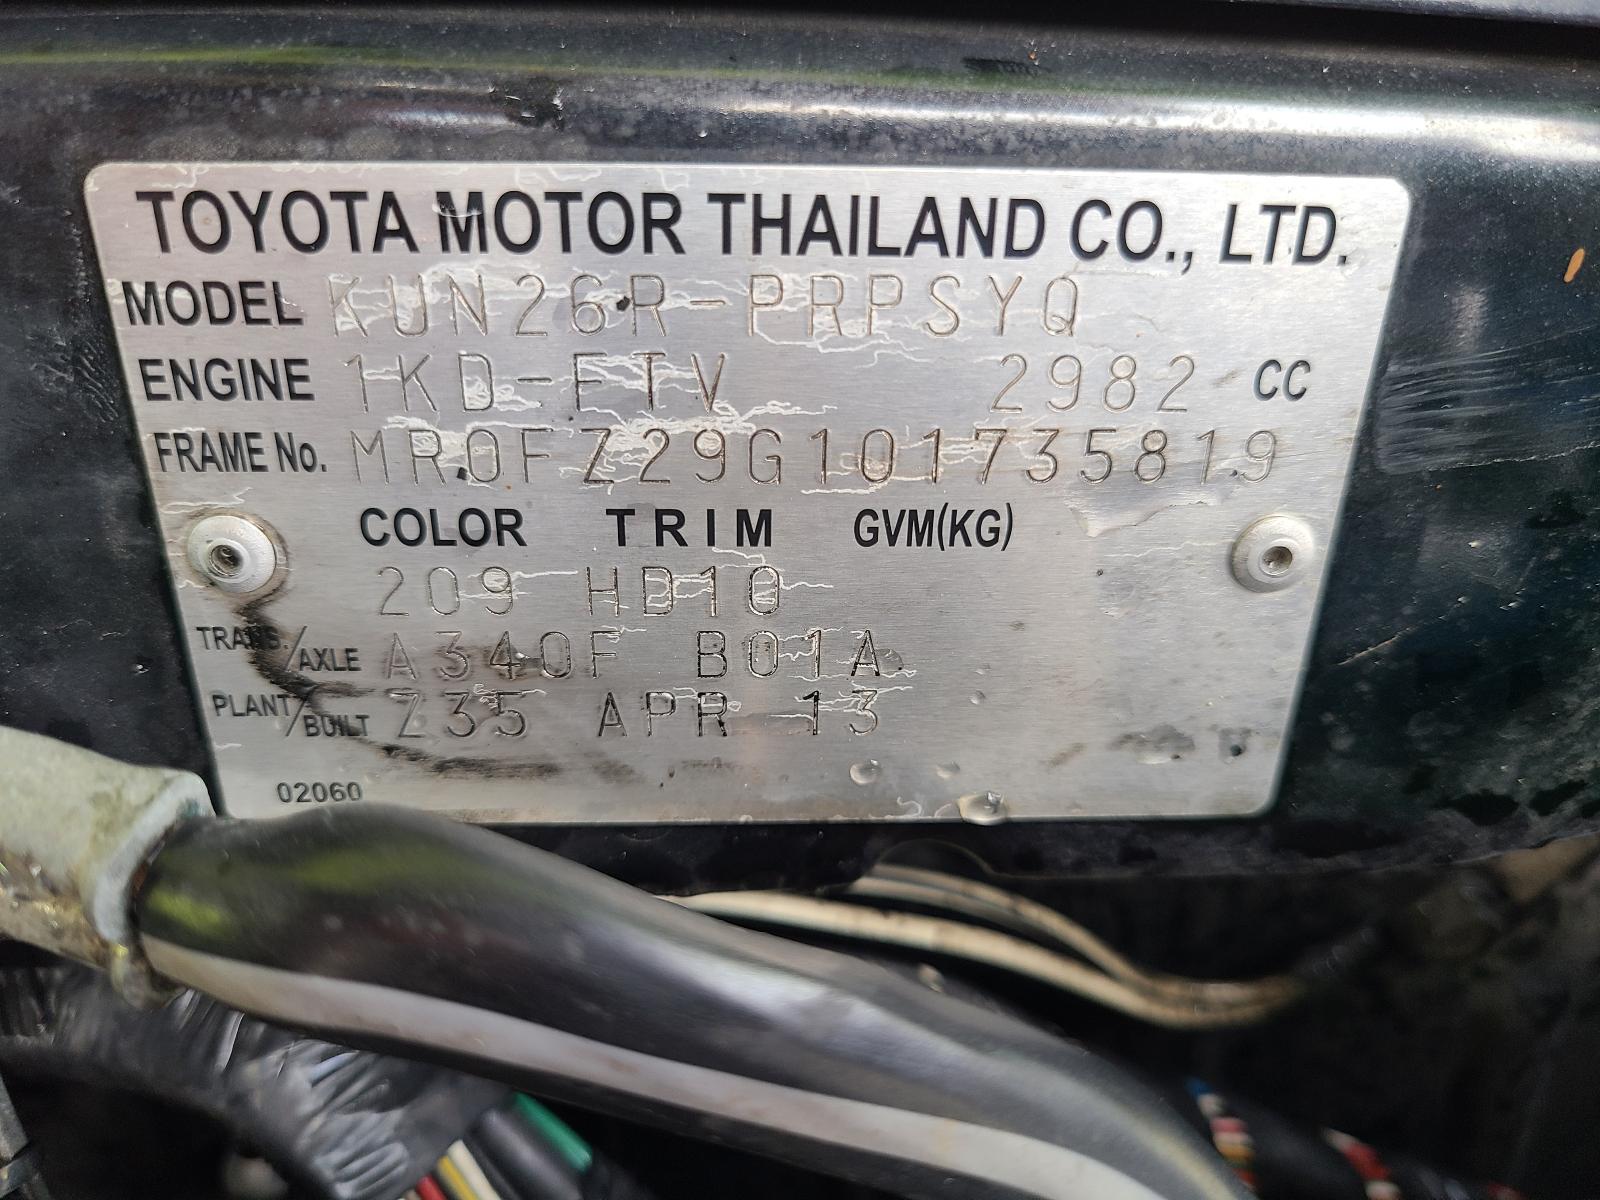 TOYOTA MOTOR THAILAND CO., LTD.
MODEL KUN26R-PRPSYQ
ENGINE 1KD-FTV 2982 CC
FRAME No. MR0FZ29G101735819
COLOR TRIM GVM(KG)
209 HD10
TRANS./AXLE A340F B01A
PLANT/BUILT Z35 APR 13
02060